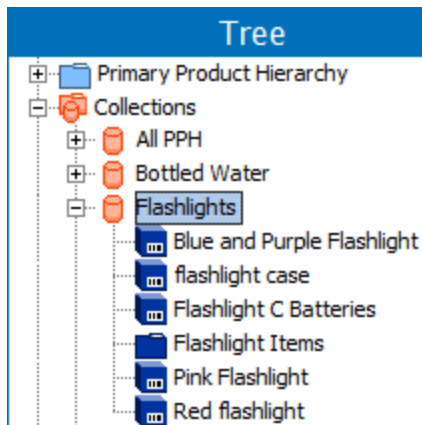 Tree
Primary Product Hierarchy
Collections
All PPH
Bottled Water
Flashlights
Blue and Purple Flashlight
flashlight case
Flashlight C Batteries
Flashlight Items
Pink Flashlight
Red flashlight